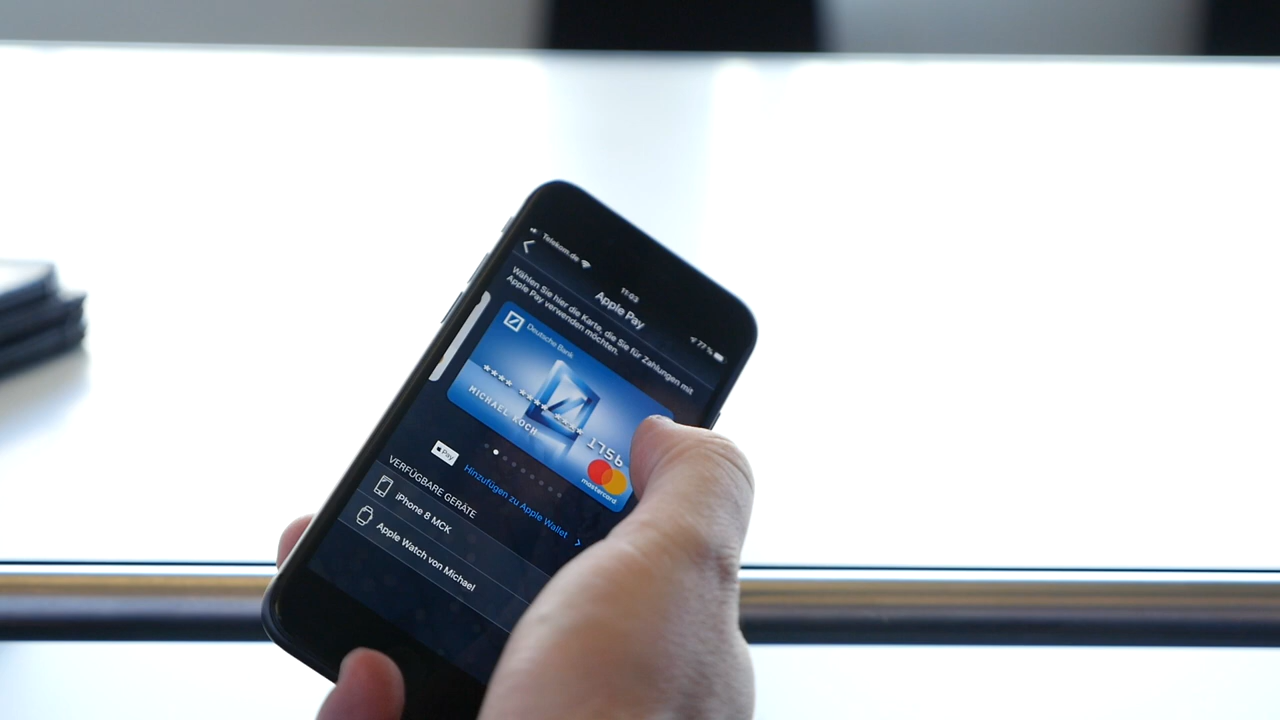 Telekom.de
11:03
77 %
Apple Pay
Wählen Sie hier die Karte, die Sie für Zahlungen mit
Apple Pay verwenden möchten.
Deutsche Bank
**** **** **** 1756
MICHAEL KOCH
mastercard
Pay
Hinzufügen zu Apple Wallet
VERFÜGBARE GERÄTE
iPhone 8 MCK
Apple Watch von Michael